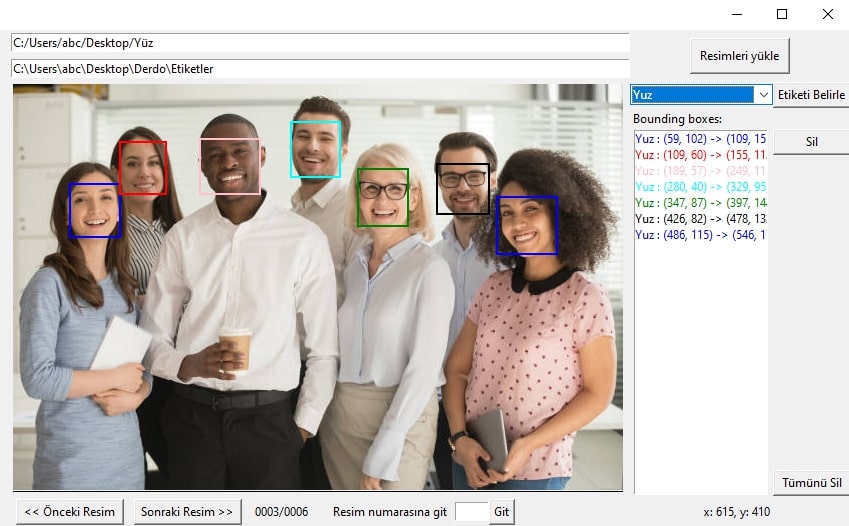 C:/Users/abc/Desktop/Yüz
Resimleri yükle
C:\Users\abc\Desktop\Derdo\Etiketler
Yuz
Etiketi Belirle
Bounding boxes:
Sil
Yuz : (59, 102) -> (109, 15
Yuz : (109, 60) -> (155, 11
Yuz : (189, 57) -> (249, 11
Yuz : (280, 40) -> (329, 95
Yuz : (347, 87) -> (397, 14
Yuz : (426, 82) -> (478, 13
Yuz : (486, 115) -> (546, 1
Tümünü Sil
<< Önceki Resim
Sonraki Resim >>
0003/0006
Resim numarasına git
Git
x: 615, y: 410